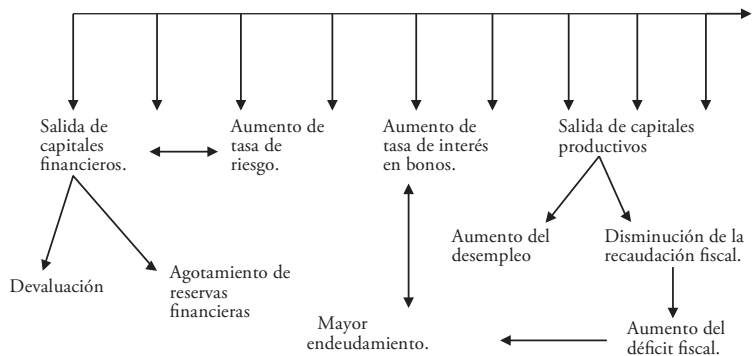 Salida de
capitales
financieros.
Aumento de
tasa de
riesgo.
Aumento de
tasa de interés
en bonos.
Salida de capitales
productivos
Devaluación
Agotamiento de
reservas
financieras
Aumento del
desempleo
Disminución de la
recaudación fiscal.
Mayor
endeudamiento.
Aumento del
déficit fiscal.